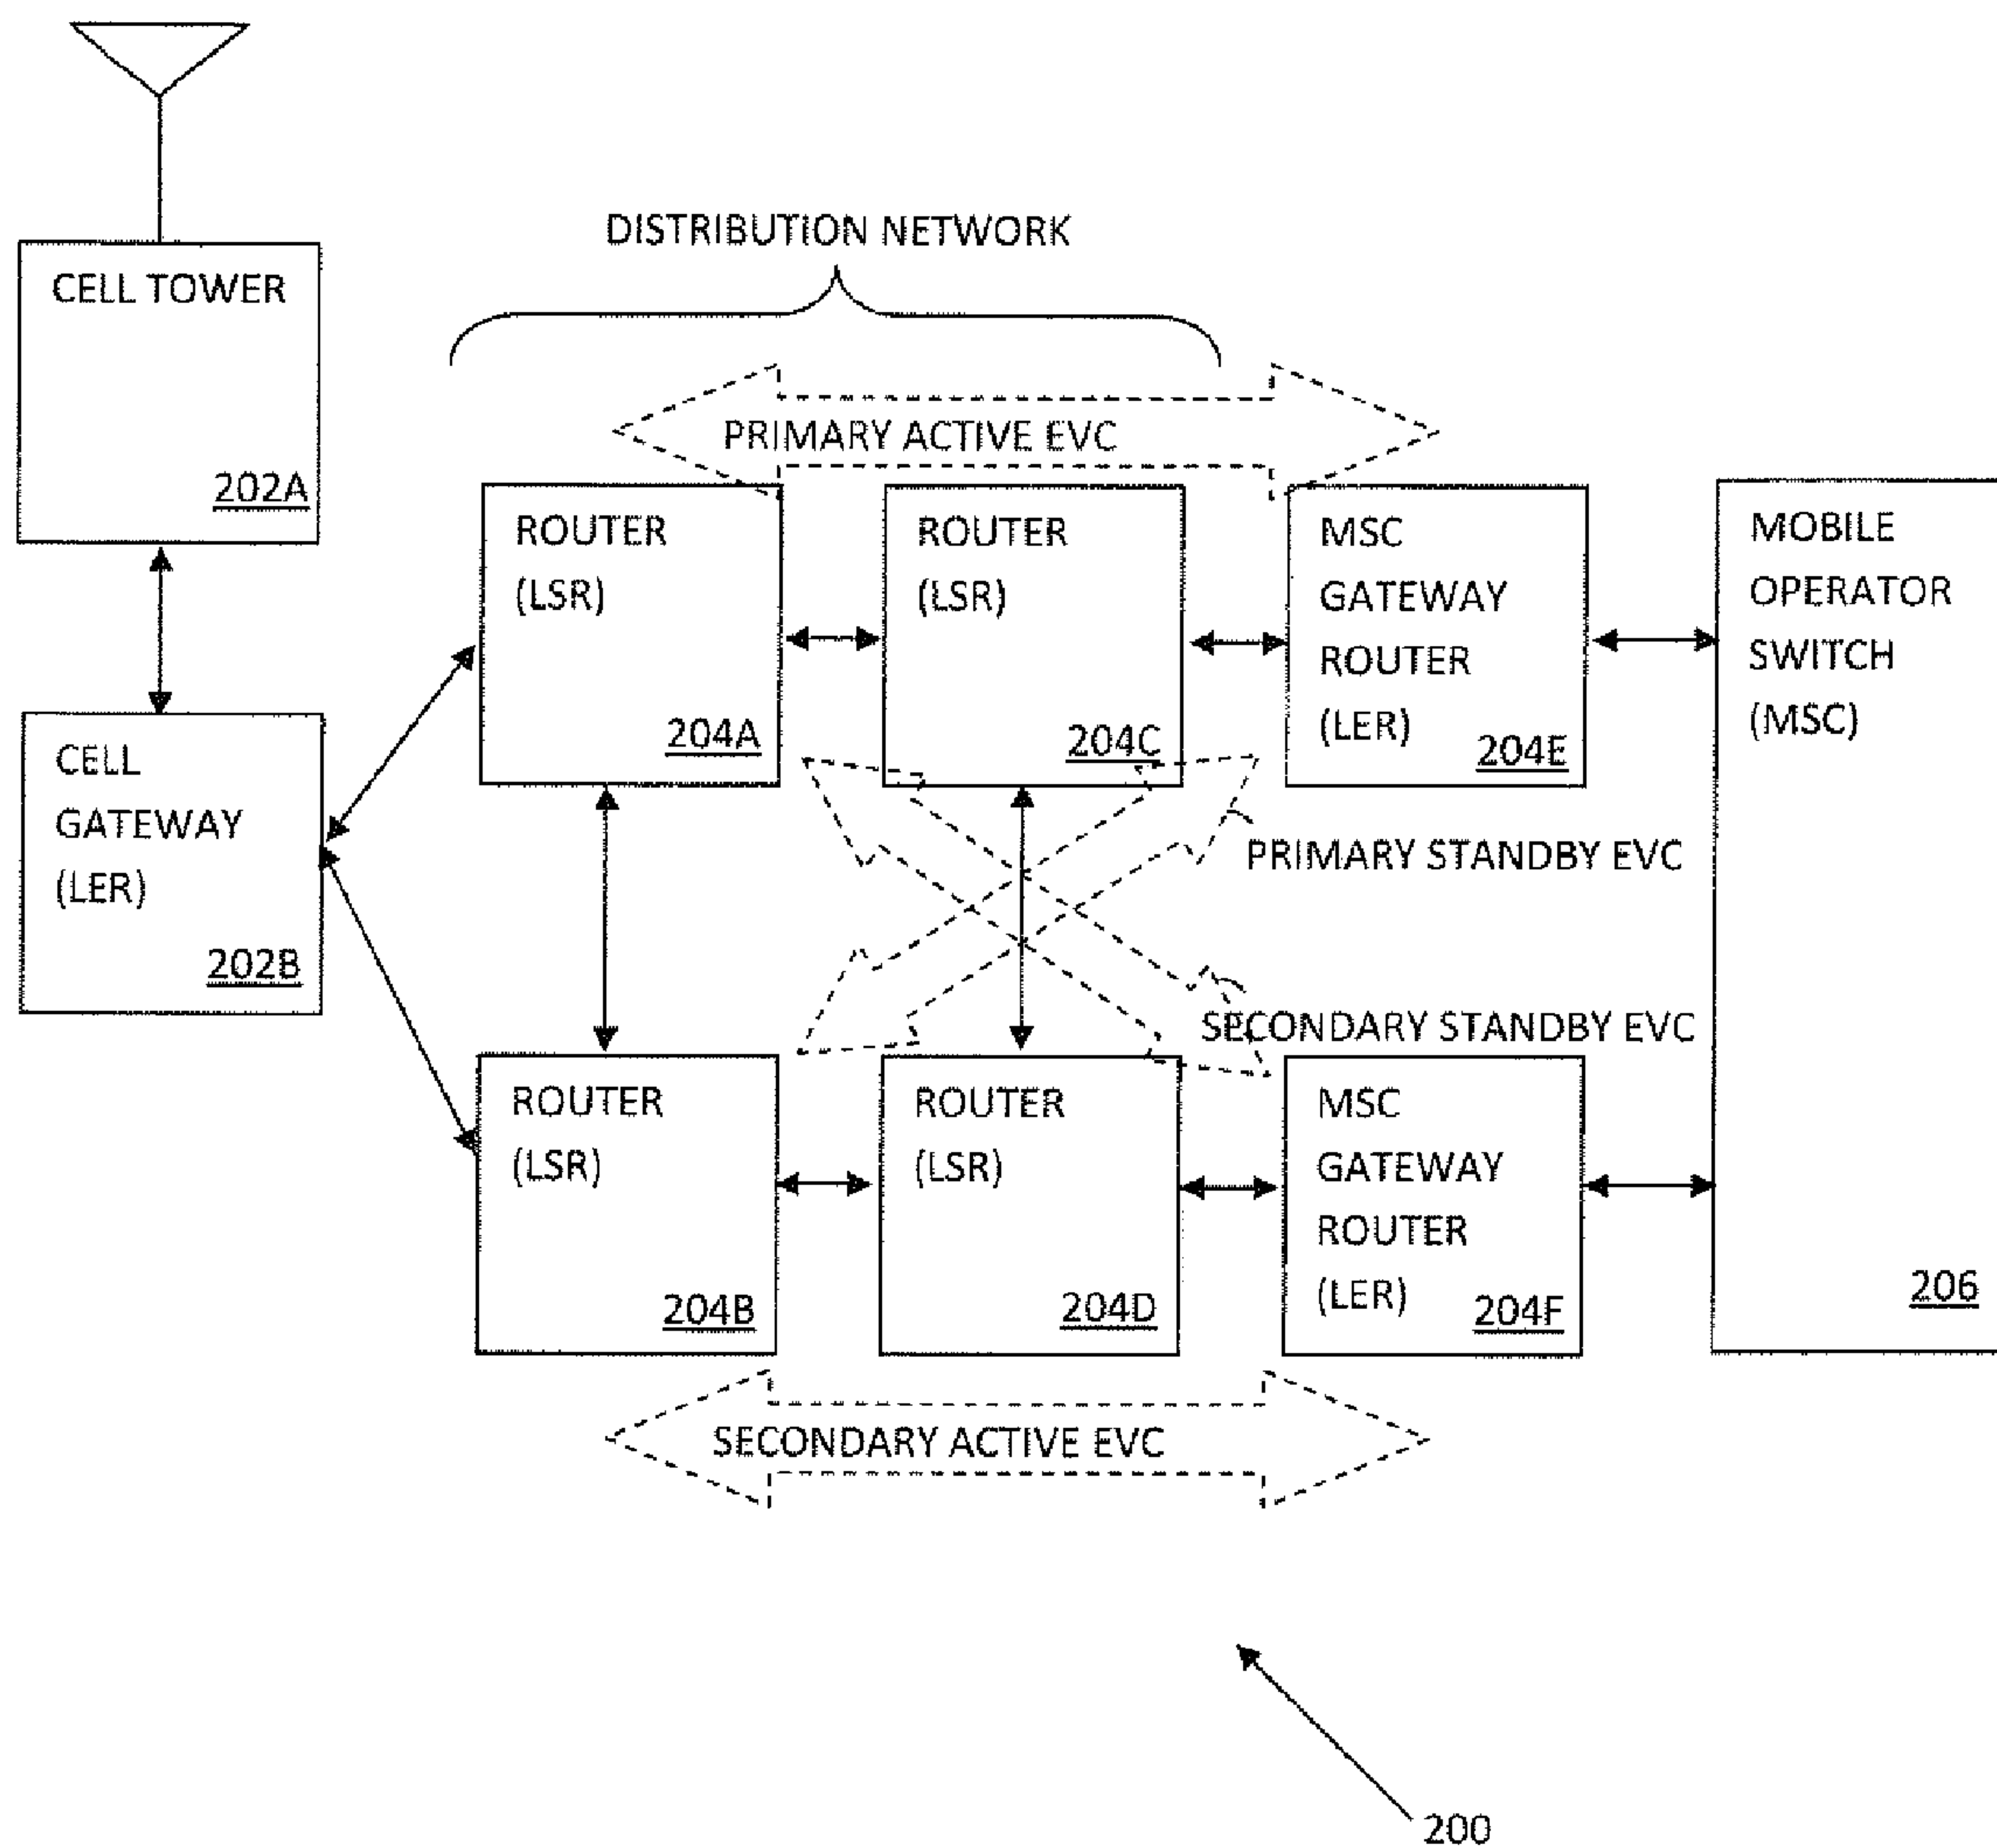 DISTRIBUTION NETWORK
CELL TOWER
202A
PRIMARY ACTIVE EVC
ROUTER
(LSR)
204A
ROUTER
(LSR)
204C
MSC
GATEWAY
ROUTER
(LER)
204E
MOBILE
OPERATOR
SWITCH
(MSC)
206
CELL
GATEWAY
(LER)
202B
PRIMARY STANDBY EVC
SECONDARY STANDBY EVC
ROUTER
(LSR)
204B
ROUTER
(LSR)
204D
MSC
GATEWAY
ROUTER
(LER)
204F
SECONDARY ACTIVE EVC
200